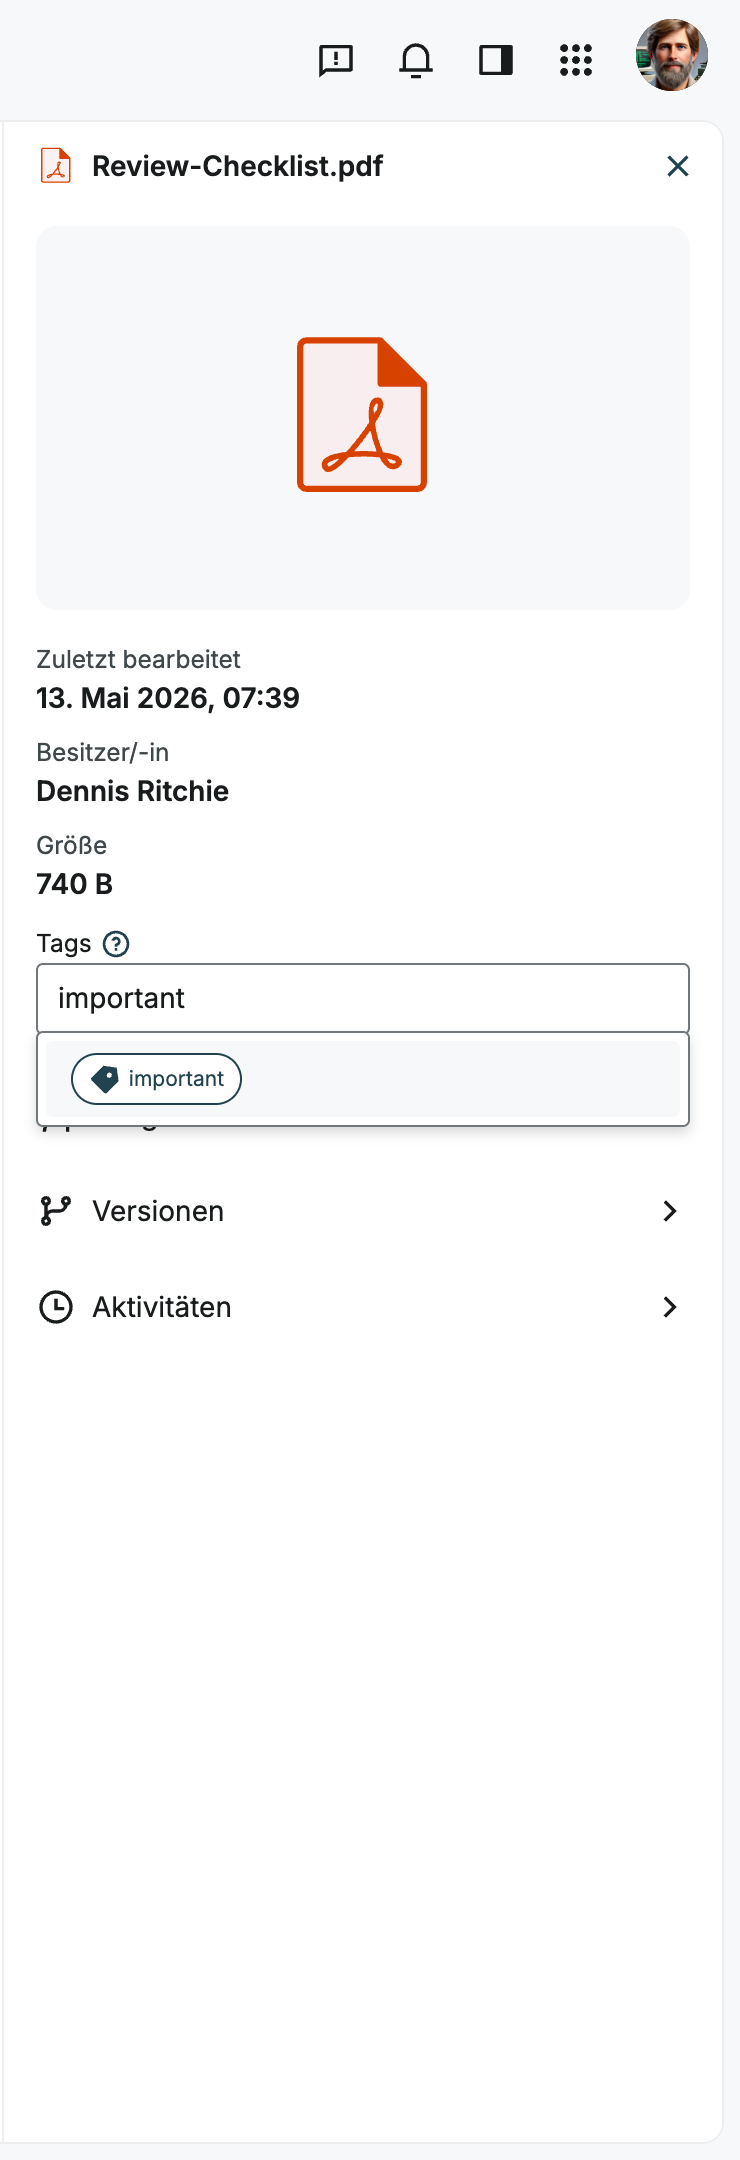 Review-Checklist.pdf
Zuletzt bearbeitet
13. Mai 2026, 07:39
Besitzer/-in
Dennis Ritchie
Größe
740 B
Tags
important
important
Versionen
Aktivitäten